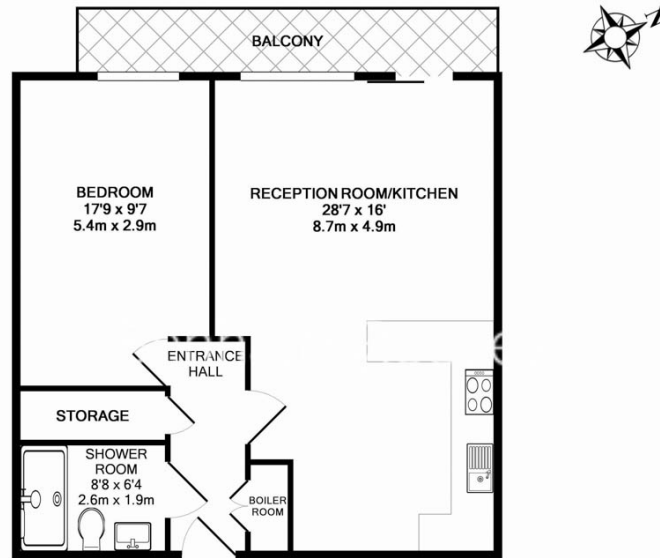 BALCONY
BEDROOM
17'9 x 9'7
5.4m x 2.9m
RECEPTION ROOM/KITCHEN
28'7 x 16'
8.7m x 4.9m
ENTRANCE
HALL
STORAGE
SHOWER
ROOM
8'8 x 6'4
2.6m x 1.9m
BOILER
ROOM